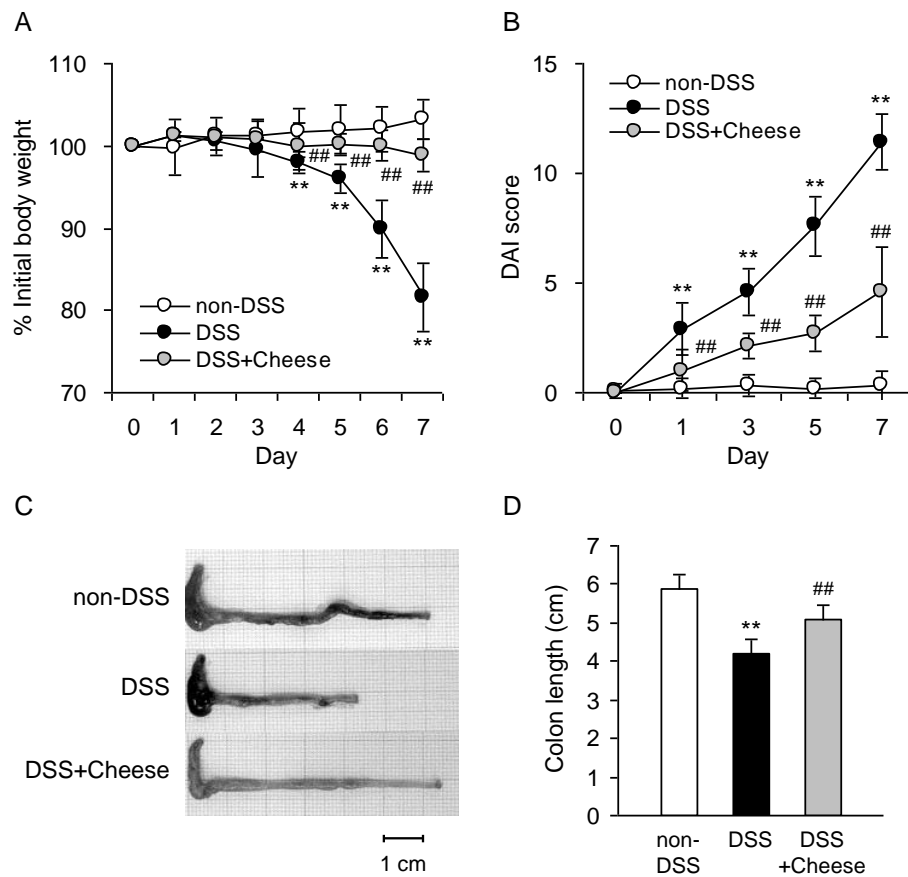 A
% Initial body weight
110
100
90
80
70
non-DSS
DSS
DSS+Cheese
##
##
##
##
**
**
**
**
0 1 2 3 4 5 6 7
Day
B
DAI score
15
10
5
0
non-DSS
DSS
DSS+Cheese
**
**
**
**
##
##
##
##
0 1 3 5 7
Day
C
non-DSS
DSS
DSS+Cheese
1 cm
D
Colon length (cm)
7
6
5
4
3
2
1
0
**
##
non-
DSS
DSS
DSS
+Cheese